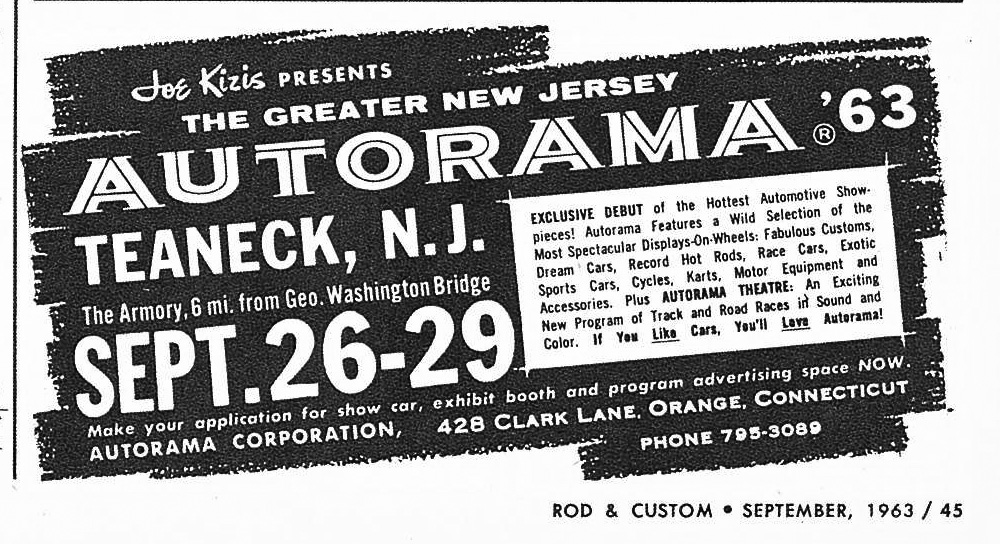 Joe Kizis PRESENTS
THE GREATER NEW JERSEY
AUTORAMA ® '63
TEANECK, N.J.
The Armory, 6 mi. from Geo. Washington Bridge
SEPT. 26-29
EXCLUSIVE DEBUT of the Hottest Automotive Show-
pieces! Autorama Features a Wild Selection of the
Most Spectacular Displays-On-Wheels: Fabulous Customs,
Dream Cars, Record Hot Rods, Race Cars, Exotic
Sports Cars, Cycles, Karts, Motor Equipment and
Accessories. Plus AUTORAMA THEATRE: An Exciting
New Program of Track and Road Races in Sound and
Color. If You Like Cars, You'll Love Autorama!
Make your application for show car, exhibit booth and program advertising space NOW.
AUTORAMA CORPORATION, 428 CLARK LANE, ORANGE, CONNECTICUT
PHONE 795-3089
ROD & CUSTOM • SEPTEMBER, 1963 / 45